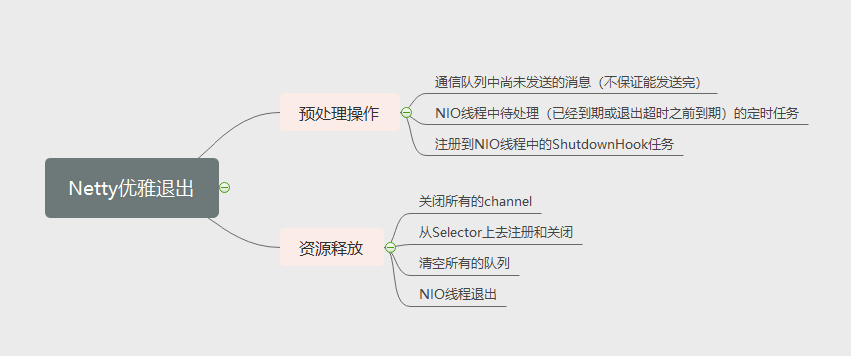 Netty优雅退出
预处理操作
通信队列中尚未发送的消息（不保证能发送完）
NIO线程中待处理（已经到期或退出超时之前到期）的定时任务
注册到NIO线程中的ShutdownHook任务
资源释放
关闭所有的channel
从Selector上去注册和关闭
清空所有的队列
NIO线程退出